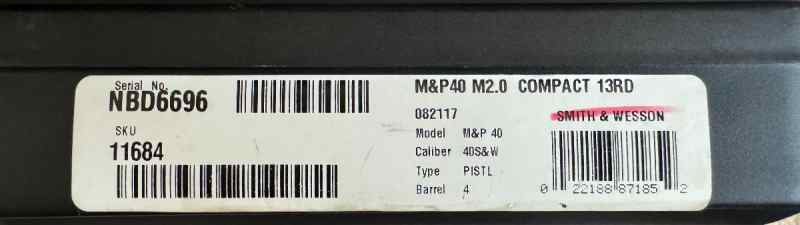 Serial No.
NBD6696
SKU
11684
M&P40 M2.0 COMPACT 13RD
082117
SMITH & WESSON
Model M&P 40
Caliber 40S&W
Type PISTL
Barrel 4
0 22188 87185 2